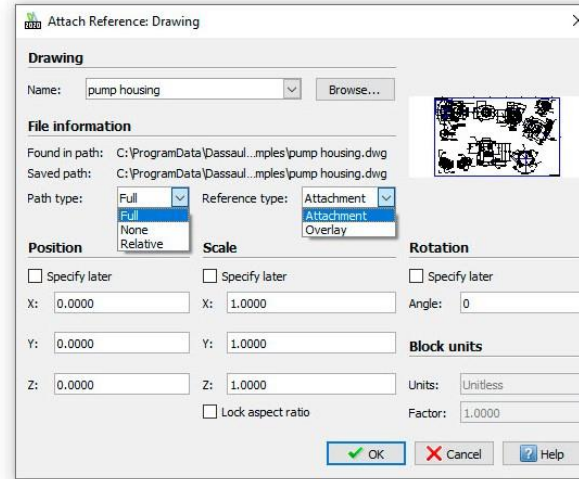 2020 Attach Reference: Drawing
Drawing
Name: pump housing Browse...
File information
Found in path: C:\ProgramData\Dassaul...mples\pump housing.dwg
Saved path: C:\ProgramData\Dassaul...mples\pump housing.dwg
Path type: Full Reference type: Attachment
Full Attachment
None Overlay
Relative
Position Scale Rotation
Specify later Specify later Specify later
X: 0.0000 X: 1.0000 Angle: 0
Y: 0.0000 Y: 1.0000 Block units
Z: 0.0000 Z: 1.0000 Units: Unitless
Lock aspect ratio Factor: 1.0000
OK Cancel Help